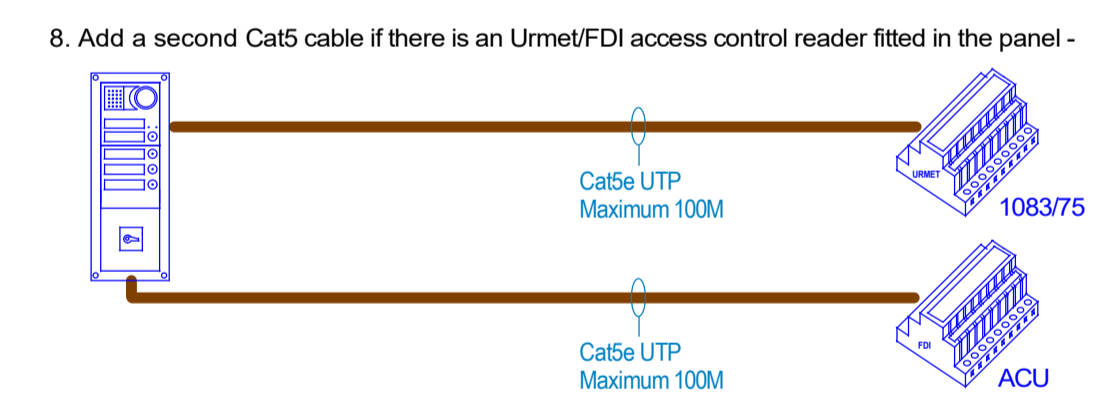 8. Add a second Cat5 cable if there is an Urmet/FDI access control reader fitted in the panel -
URMET
Cat5e UTP
Maximum 100M
1083/75
FDI
Cat5e UTP
Maximum 100M
ACU